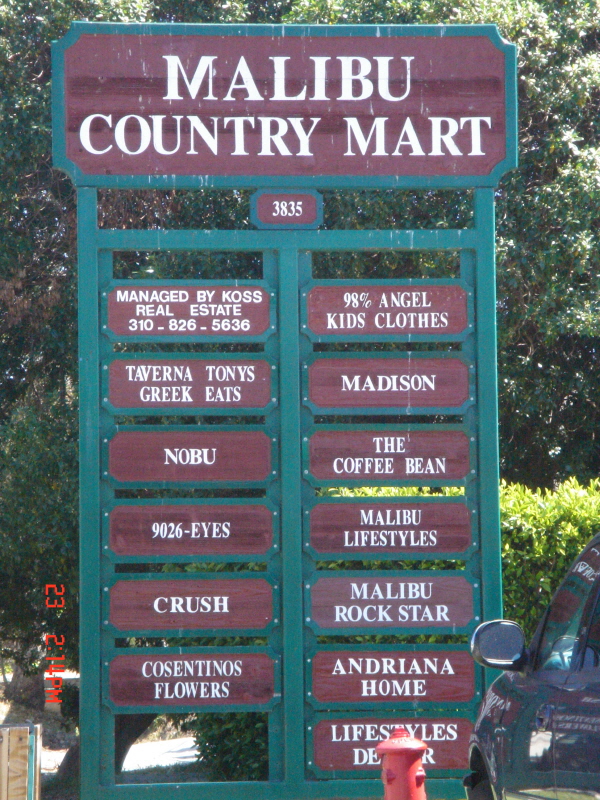 MALIBU
COUNTRY MART
3835
MANAGED BY KOSS
REAL ESTATE
310-826-5636
TAVERNA TONYS
GREEK EATS
NOBU
9026-EYES
CRUSH
COSENTINOS
FLOWERS
98% ANGEL
KIDS CLOTHES
MADISON
THE
COFFEE BEAN
MALIBU
LIFESTYLES
MALIBU
ROCK STAR
ANDRIANA
HOME
LIFESTYLES
23 2:14PM